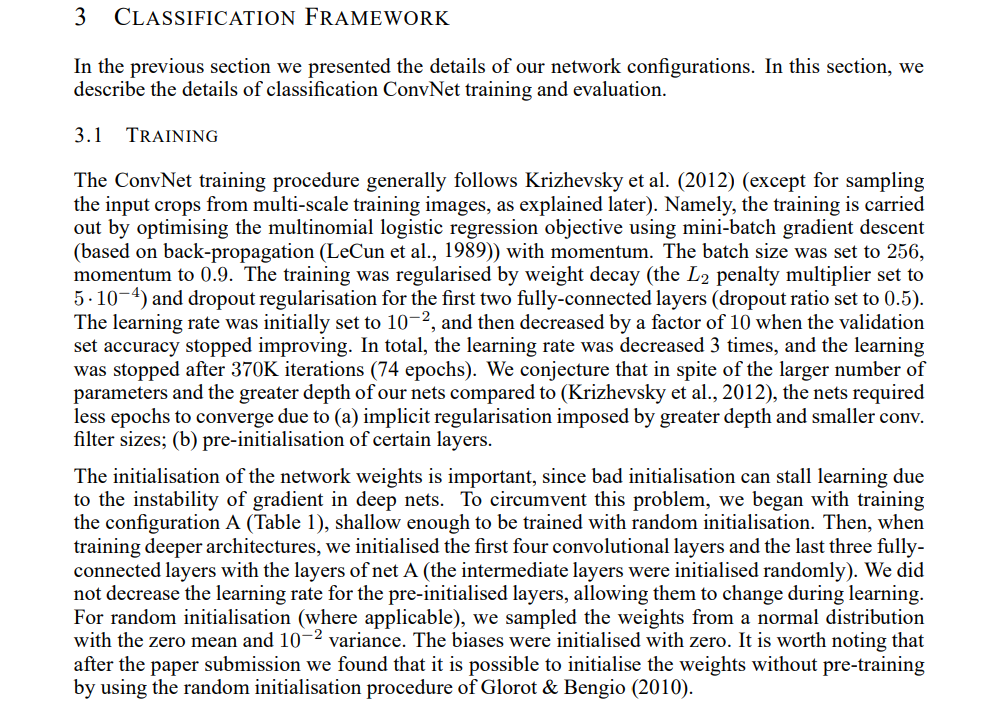 3 CLASSIFICATION FRAMEWORK
In the previous section we presented the details of our network configurations. In this section, we
describe the details of classification ConvNet training and evaluation.
3.1 TRAINING
The ConvNet training procedure generally follows Krizhevsky et al. (2012) (except for sampling
the input crops from multi-scale training images, as explained later). Namely, the training is carried
out by optimising the multinomial logistic regression objective using mini-batch gradient descent
(based on back-propagation (LeCun et al., 1989)) with momentum. The batch size was set to 256,
momentum to 0.9. The training was regularised by weight decay (the L₂ penalty multiplier set to
5 · 10⁻⁴) and dropout regularisation for the first two fully-connected layers (dropout ratio set to 0.5).
The learning rate was initially set to 10⁻², and then decreased by a factor of 10 when the validation
set accuracy stopped improving. In total, the learning rate was decreased 3 times, and the learning
was stopped after 370K iterations (74 epochs). We conjecture that in spite of the larger number of
parameters and the greater depth of our nets compared to (Krizhevsky et al., 2012), the nets required
less epochs to converge due to (a) implicit regularisation imposed by greater depth and smaller conv.
filter sizes; (b) pre-initialisation of certain layers.
The initialisation of the network weights is important, since bad initialisation can stall learning due
to the instability of gradient in deep nets. To circumvent this problem, we began with training
the configuration A (Table 1), shallow enough to be trained with random initialisation. Then, when
training deeper architectures, we initialised the first four convolutional layers and the last three fully-
connected layers with the layers of net A (the intermediate layers were initialised randomly). We did
not decrease the learning rate for the pre-initialised layers, allowing them to change during learning.
For random initialisation (where applicable), we sampled the weights from a normal distribution
with the zero mean and 10⁻² variance. The biases were initialised with zero. It is worth noting that
after the paper submission we found that it is possible to initialise the weights without pre-training
by using the random initialisation procedure of Glorot & Bengio (2010).